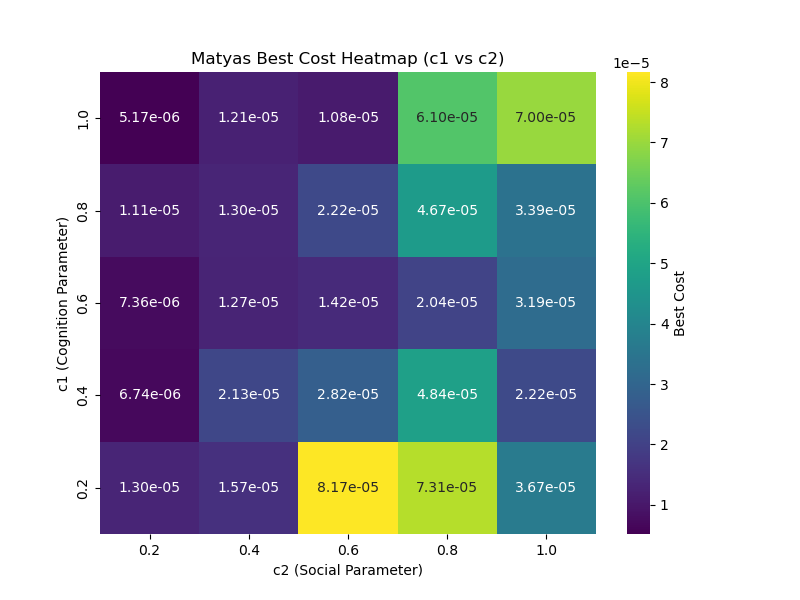 Matyas Best Cost Heatmap (c1 vs c2)
1e−5
c1 (Cognition Parameter)
1.0 5.17e-06 1.21e-05 1.08e-05 6.10e-05 7.00e-05
0.8 1.11e-05 1.30e-05 2.22e-05 4.67e-05 3.39e-05
0.6 7.36e-06 1.27e-05 1.42e-05 2.04e-05 3.19e-05
0.4 6.74e-06 2.13e-05 2.82e-05 4.84e-05 2.22e-05
0.2 1.30e-05 1.57e-05 8.17e-05 7.31e-05 3.67e-05
0.2 0.4 0.6 0.8 1.0
c2 (Social Parameter)
8
7
6
5
4
3
2
1
Best Cost